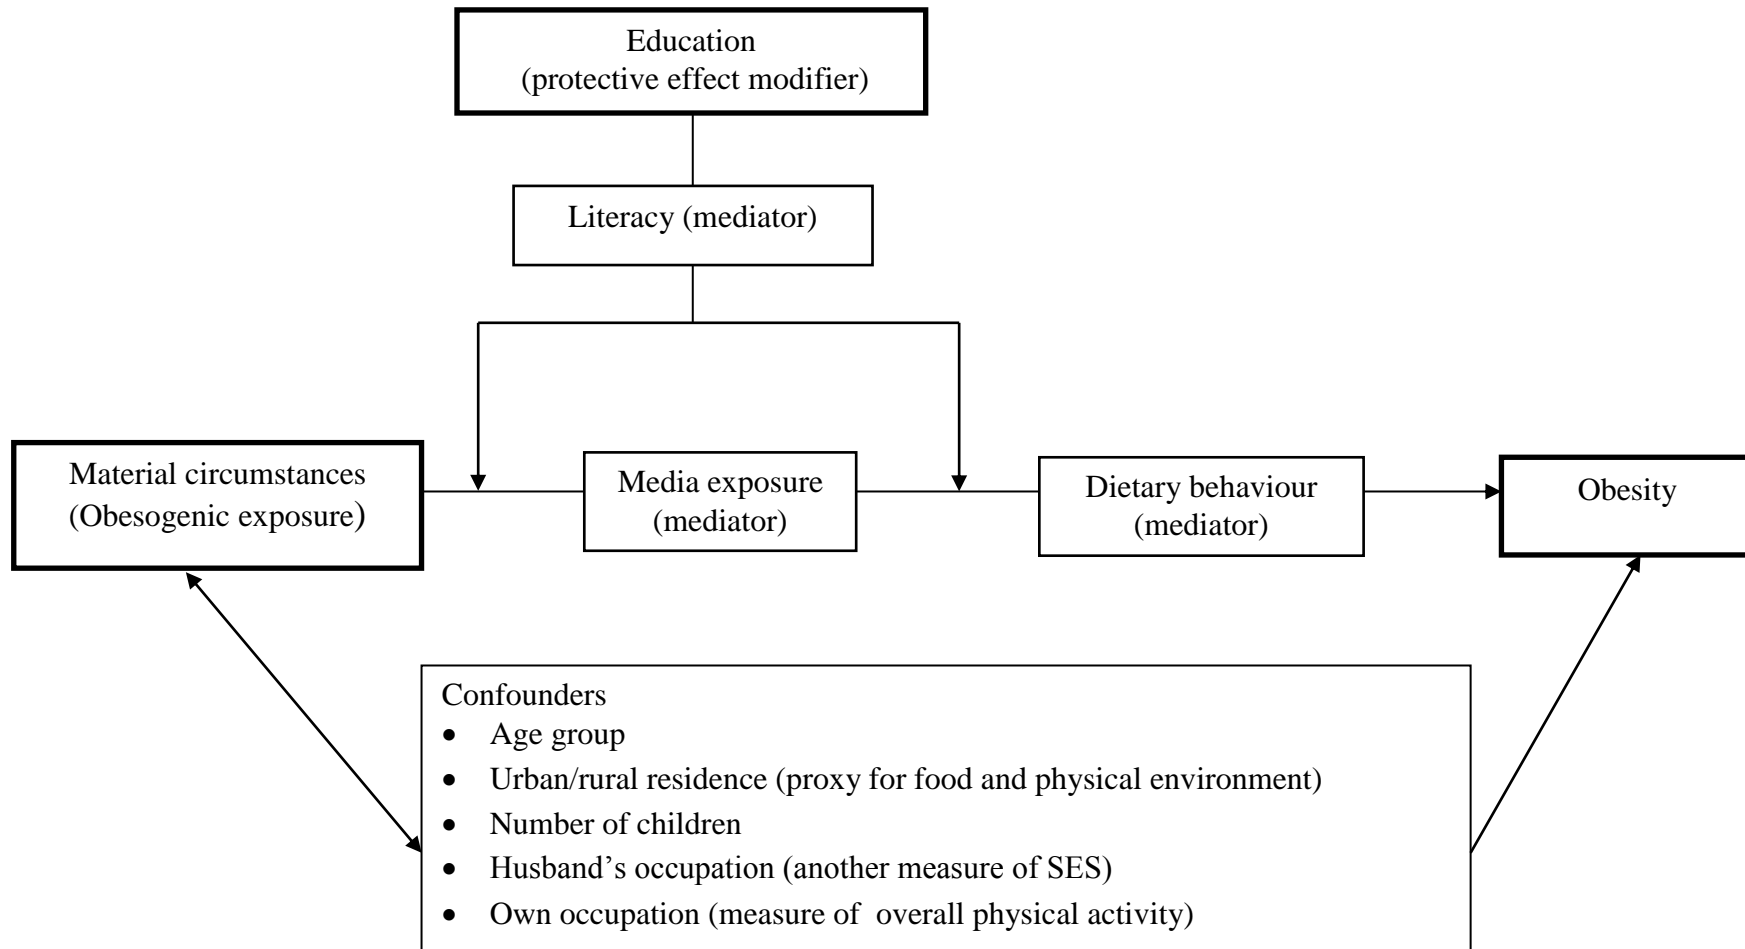 Education
(protective effect modifier)
Literacy (mediator)
Material circumstances
(Obesogenic exposure)
Media exposure
(mediator)
Dietary behaviour
(mediator)
Obesity
Confounders
• Age group
• Urban/rural residence (proxy for food and physical environment)
• Number of children
• Husband’s occupation (another measure of SES)
• Own occupation (measure of overall physical activity)